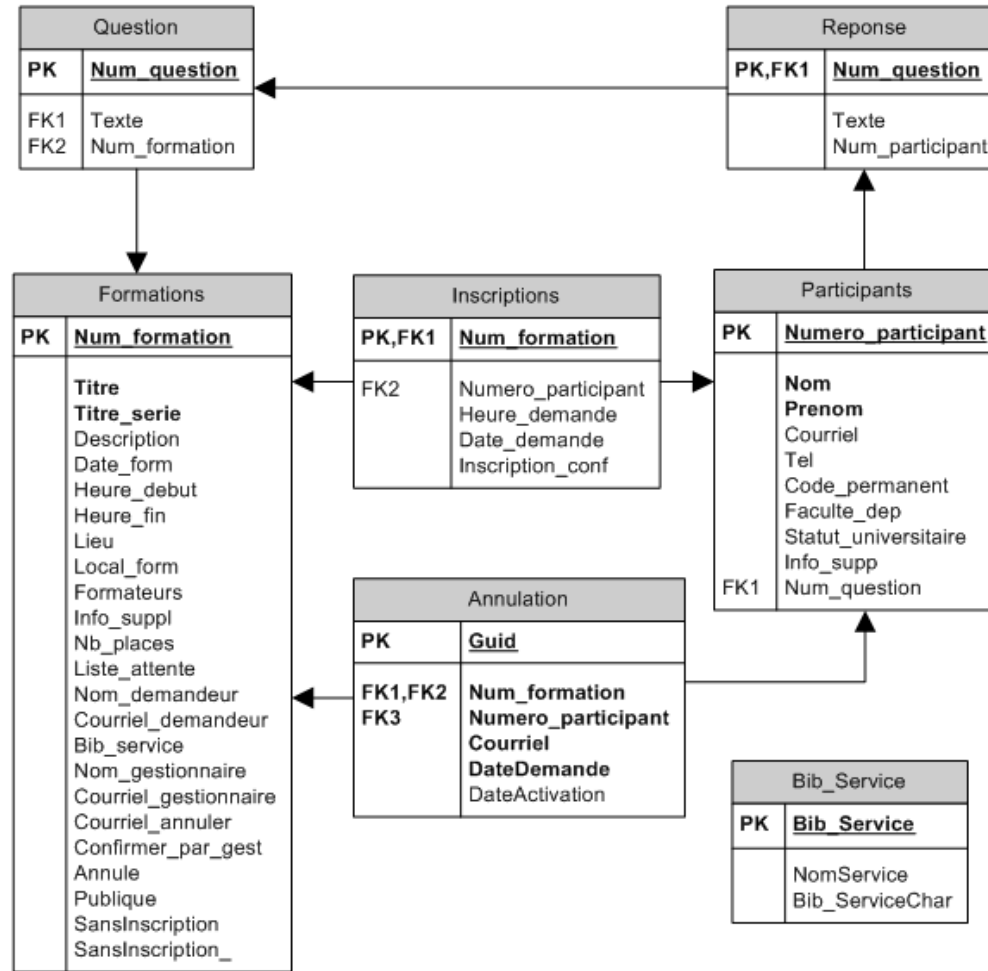 Question
PK Num_question
FK1 Texte
FK2 Num_formation
Reponse
PK,FK1 Num_question
Texte
Num_participant
Formations
PK Num_formation
Titre
Titre_serie
Description
Date_form
Heure_debut
Heure_fin
Lieu
Local_form
Formateurs
Info_suppl
Nb_places
Liste_attente
Nom_demandeur
Courriel_demandeur
Bib_service
Nom_gestionnaire
Courriel_gestionnaire
Courriel_annuler
Confirmer_par_gest
Annule
Publique
SansInscription
SansInscription_
Inscriptions
PK,FK1 Num_formation
FK2 Numero_participant
Heure_demande
Date_demande
Inscription_conf
Participants
PK Numero_participant
Nom
Prenom
Courriel
Tel
Code_permanent
Faculte_dep
Statut_universitaire
Info_supp
FK1 Num_question
Annulation
PK Guid
FK1,FK2 Num_formation
FK3 Numero_participant
Courriel
DateDemande
DateActivation
Bib_Service
PK Bib_Service
NomService
Bib_ServiceChar